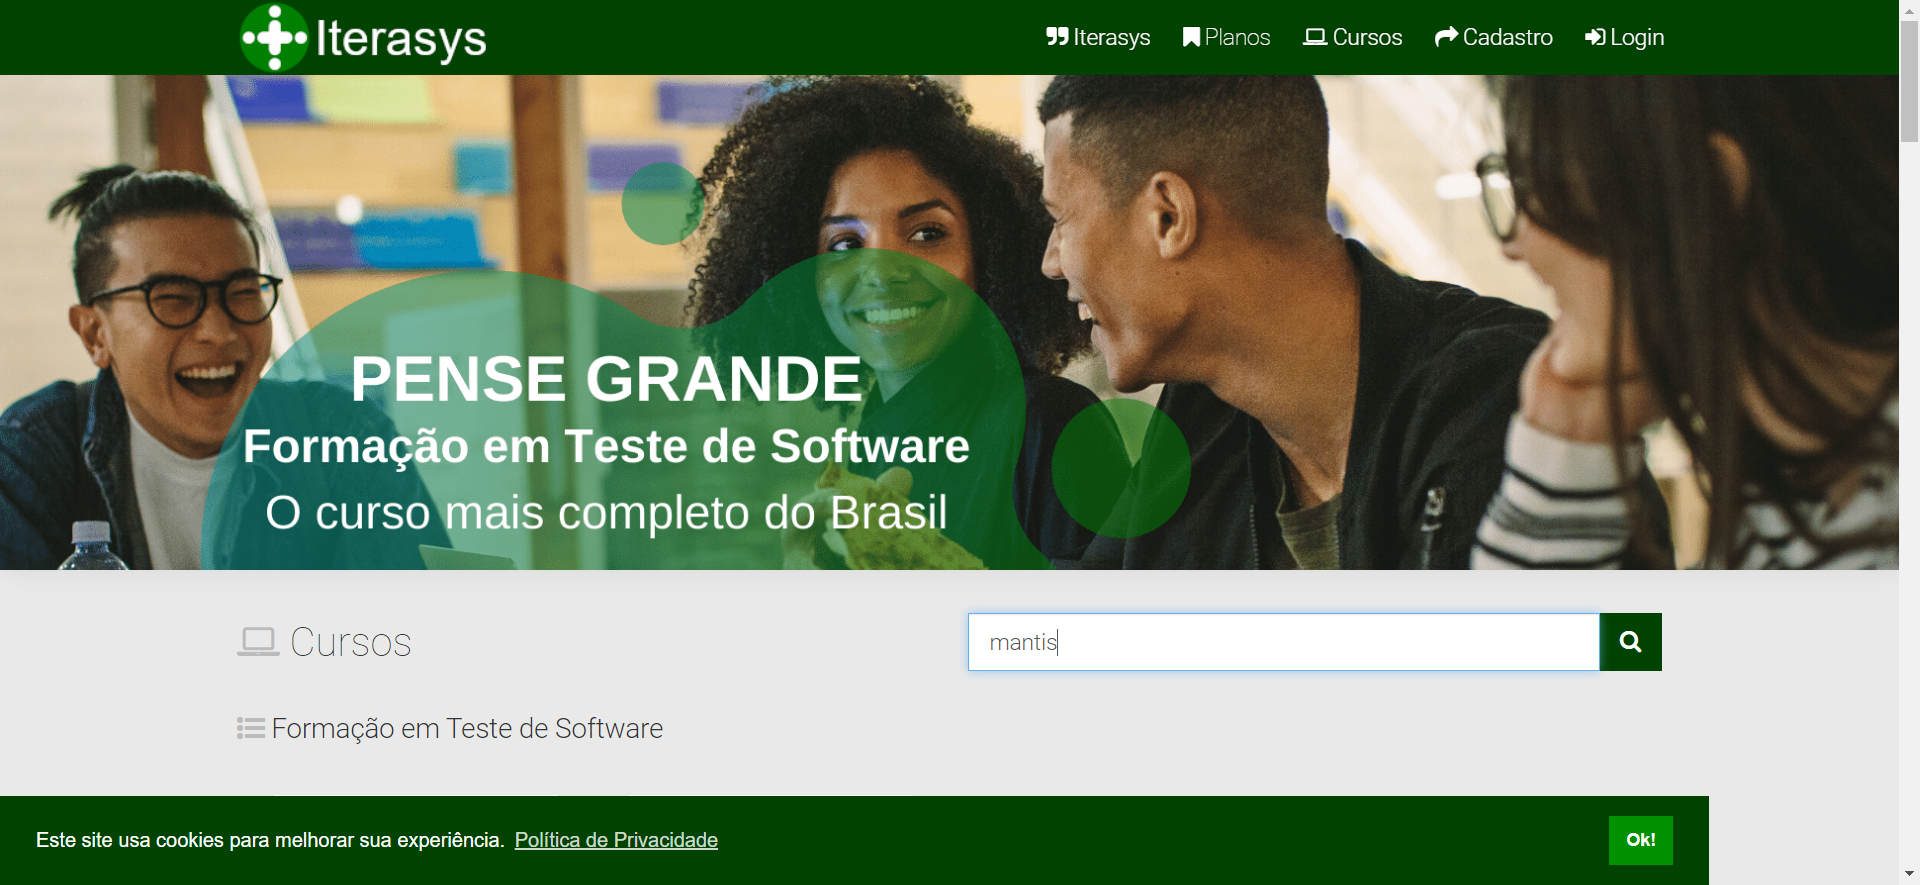 Iterasys
Iterasys Planos Cursos Cadastro Login
PENSE GRANDE
Formação em Teste de Software
O curso mais completo do Brasil
Cursos
mantis
Formação em Teste de Software
Este site usa cookies para melhorar sua experiência. Política de Privacidade
Ok!